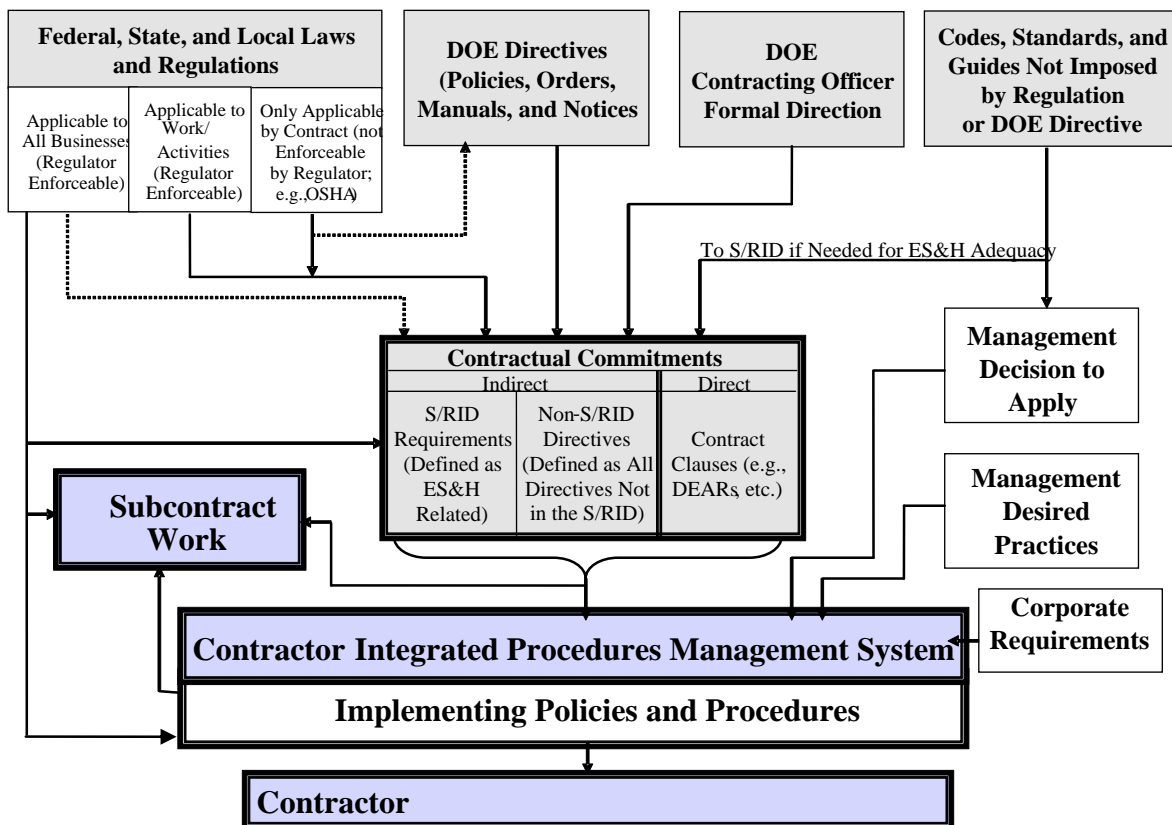 Federal, State, and Local Laws
and Regulations
Applicable to
All Businesses
(Regulator
Enforceable)
Applicable to
Work/
Activities
(Regulator
Enforceable)
Only Applicable
by Contract (not
Enforceable
by Regulator;
e.g.,OSHA)
DOE Directives
(Policies, Orders,
Manuals, and Notices
DOE
Contracting Officer
Formal Direction
Codes, Standards, and
Guides Not Imposed
by Regulation
or DOE Directive
To S/RID if Needed for ES&H Adequacy
Contractual Commitments
Indirect
Direct
S/RID
Requirements
(Defined as
ES&H
Related)
Non-S/RID
Directives
(Defined as All
Directives Not
in the S/RID)
Contract
Clauses (e.g.,
DEARs, etc.)
Management
Decision to
Apply
Management
Desired
Practices
Corporate
Requirements
Subcontract
Work
Contractor Integrated Procedures Management System
Implementing Policies and Procedures
Contractor